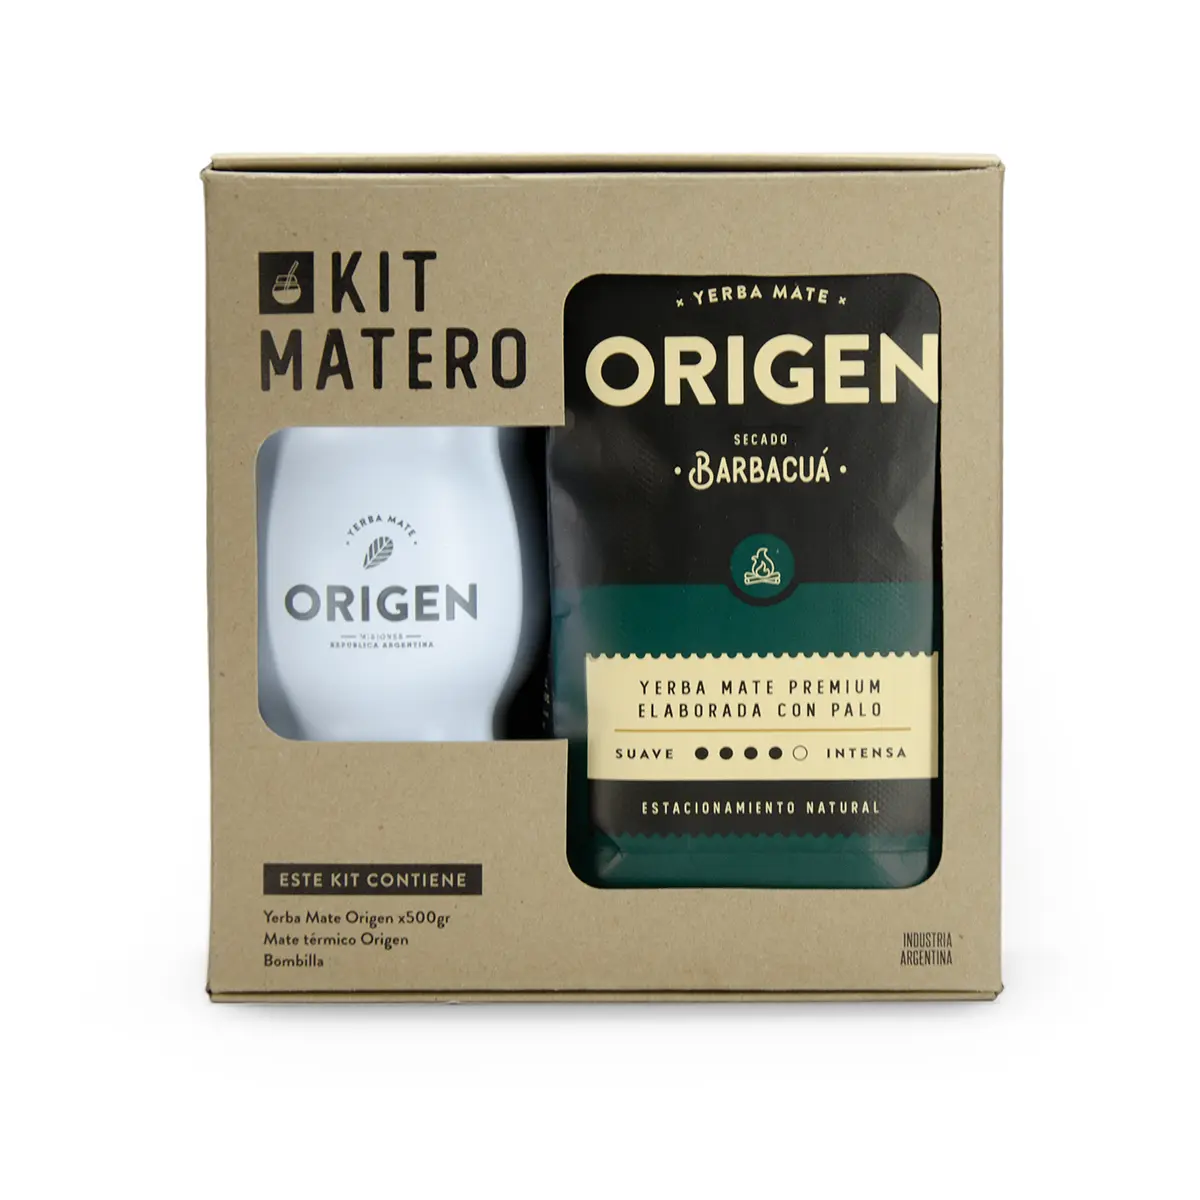 KIT
MATERO
YERBA MATE
ORIGEN
SECADO
BARBACUÁ
YERBA MATE PREMIUM
ELABORADA CON PALO
SUAVE INTENSA
ESTACIONAMIENTO NATURAL
YERBA MATE
ORIGEN
MISIONES
REPUBLICA ARGENTINA
ESTE KIT CONTIENE
Yerba Mate Origen x500gr
Mate térmico Origen
Bombilla
INDUSTRIA
ARGENTINA